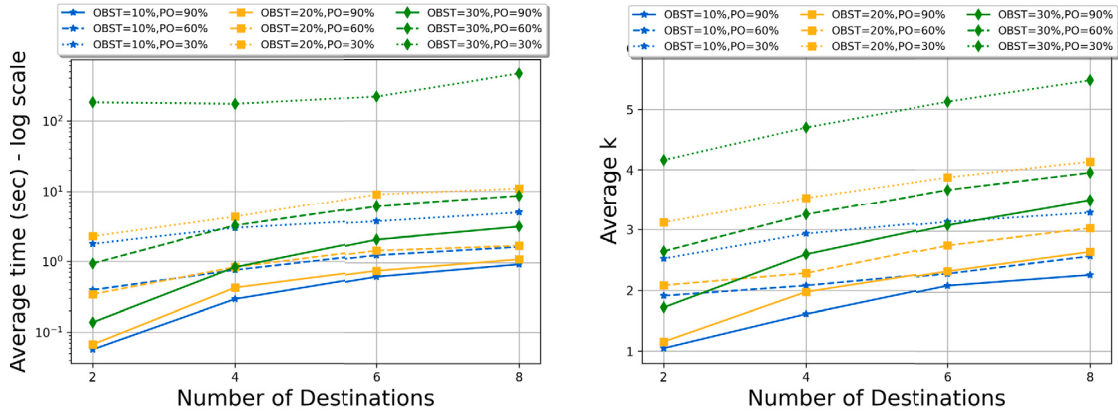 OBST=10%,PO=90% OBST=20%,PO=90% OBST=30%,PO=90%
OBST=10%,PO=60% OBST=20%,PO=60% OBST=30%,PO=60%
OBST=10%,PO=30% OBST=20%,PO=30% OBST=30%,PO=30%
Average time (sec) - log scale
10²
10¹
10⁰
10⁻¹
2 4 6 8
Number of Destinations
OBST=10%,PO=90% OBST=20%,PO=90% OBST=30%,PO=90%
OBST=10%,PO=60% OBST=20%,PO=60% OBST=30%,PO=60%
OBST=10%,PO=30% OBST=20%,PO=30% OBST=30%,PO=30%
Average k
5
4
3
2
1
2 4 6 8
Number of Destinations